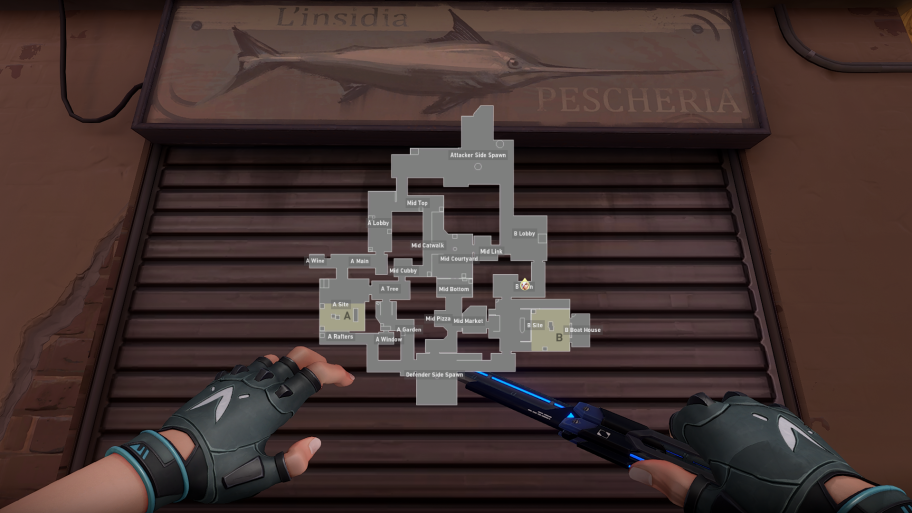 L'insidia
PESCHERIA
Attacker Side Spawn
Mid Top
A Lobby
B Lobby
Mid Catwalk
Mid Link
Mid Courtyard
A Wine
A Main
Mid Cubby
A Tree
Mid Bottom
A Site
A
Mid Pizza
Mid Market
B Site
B Boat House
A Garden
B
A Rafters
A Window
Defender Side Spawn